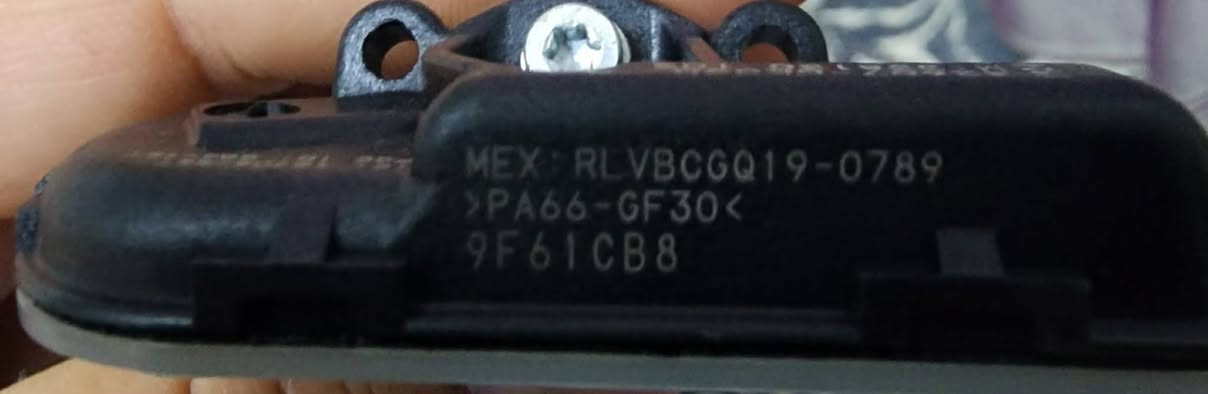 MEX: RLVBCGQ19-0789
>PA66-GF30<
9F61CB8